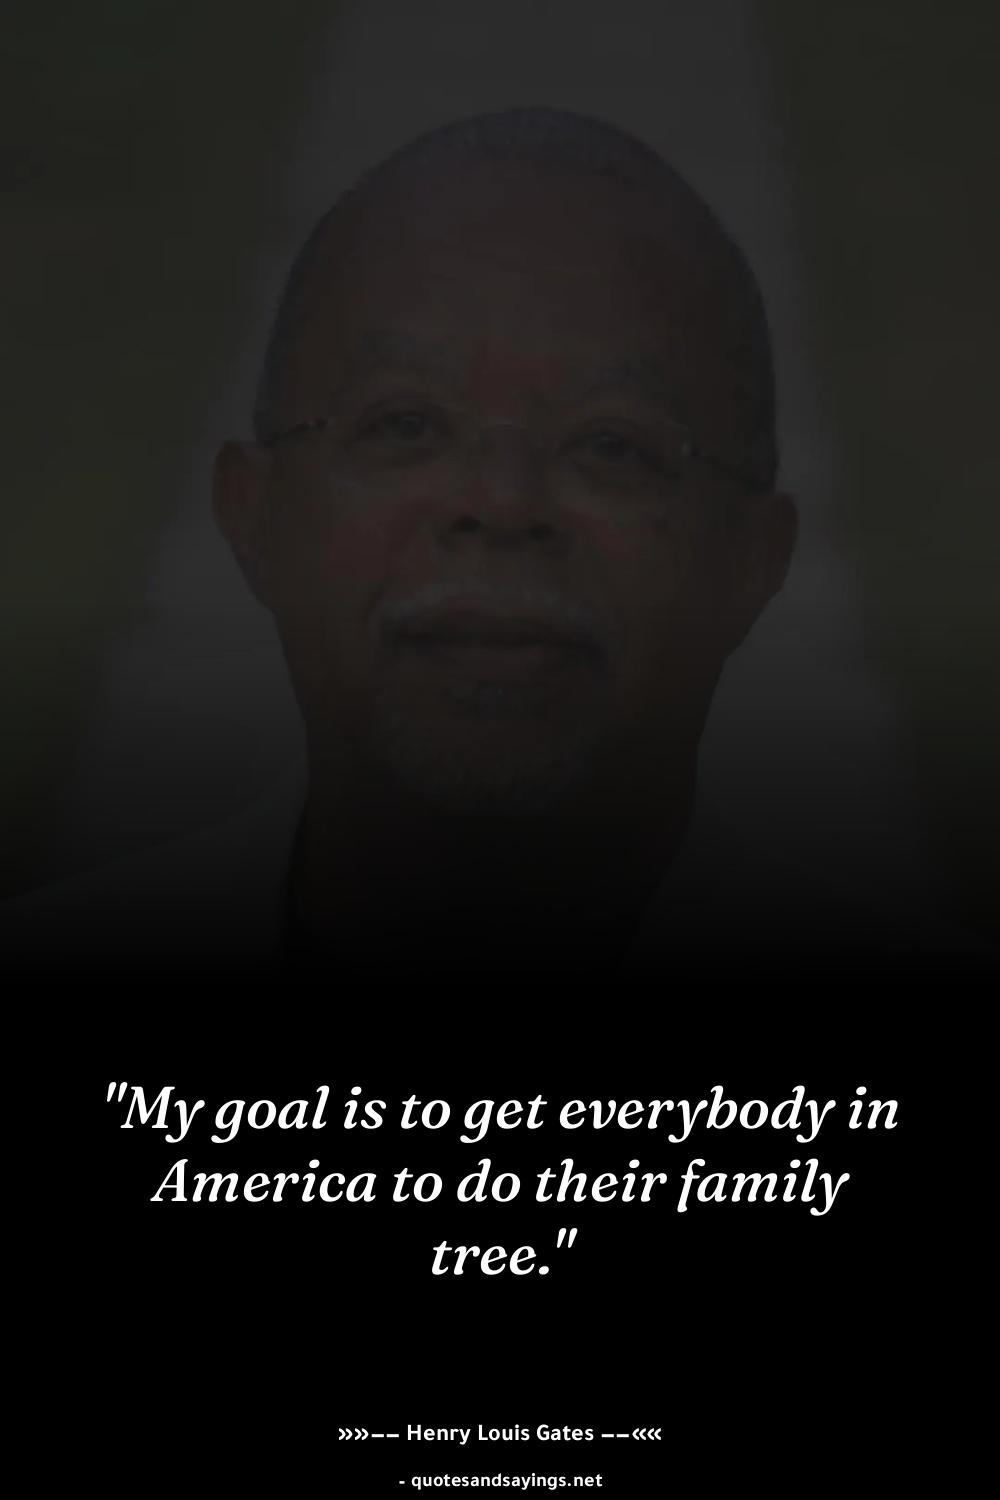 "My goal is to get everybody in
America to do their family
tree."
»»−− Henry Louis Gates −−««
- quotesandsayings.net